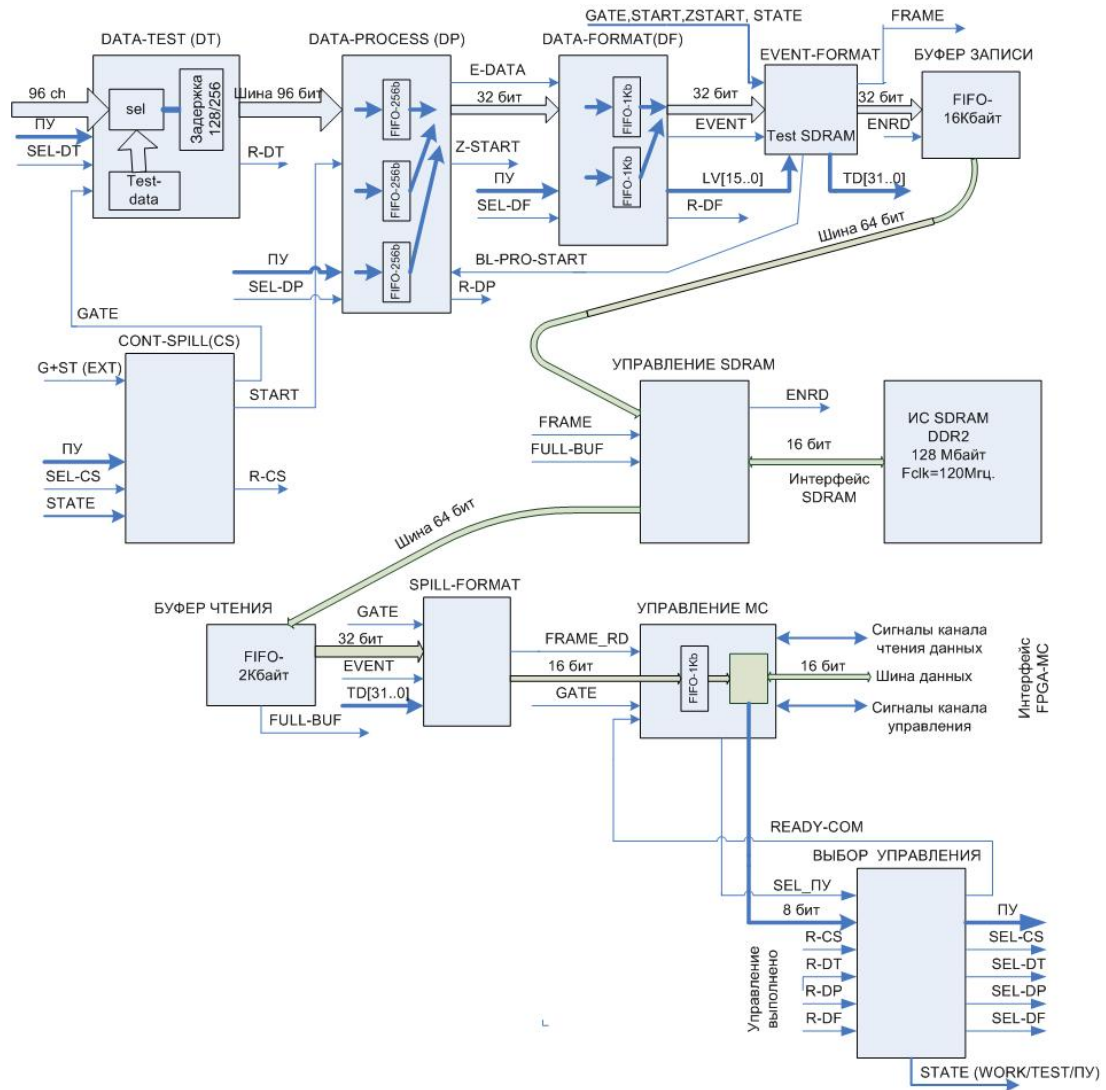 GATE,START,ZSTART, STATE
FRAME
DATA-TEST (DT)
DATA-PROCESS (DP)
DATA-FORMAT(DF)
EVENT-FORMAT
БУФЕР ЗАПИСИ
96 ch
sel
Задержка
128/256
Test-
data
ПУ
SEL-DT
R-DT
Шина 96 бит
FIFO-256b
FIFO-256b
FIFO-256b
E-DATA
32 бит
Z-START
ПУ
SEL-DF
FIFO-1Kb
FIFO-1Kb
32 бит
EVENT
LV[15..0]
R-DF
Test SDRAM
32 бит
ENRD
TD[31..0]
FIFO-
16Кбайт
Шина 64 бит
BL-PRO-START
ПУ
SEL-DP
R-DP
GATE
CONT-SPILL(CS)
G+ST (EXT)
START
ПУ
SEL-CS
STATE
R-CS
УПРАВЛЕНИЕ SDRAM
ENRD
FRAME
FULL-BUF
16 бит
Интерфейс
SDRAM
ИС SDRAM
DDR2
128 Мбайт
Fclk=120Мгц.
Шина 64 бит
БУФЕР ЧТЕНИЯ
FIFO-
2Кбайт
FULL-BUF
SPILL-FORMAT
GATE
32 бит
EVENT
TD[31..0]
УПРАВЛЕНИЕ МС
FRAME_RD
16 бит
GATE
FIFO-1Kb
Сигналы канала
чтения данных
16 бит
Шина данных
Сигналы канала
управления
Интерфейс
FPGA-MC
READY-COM
ВЫБОР УПРАВЛЕНИЯ
SEL_ПУ
8 бит
R-CS
R-DT
R-DP
R-DF
Управление
выполнено
ПУ
SEL-CS
SEL-DT
SEL-DP
SEL-DF
STATE (WORK/TEST/ПУ)